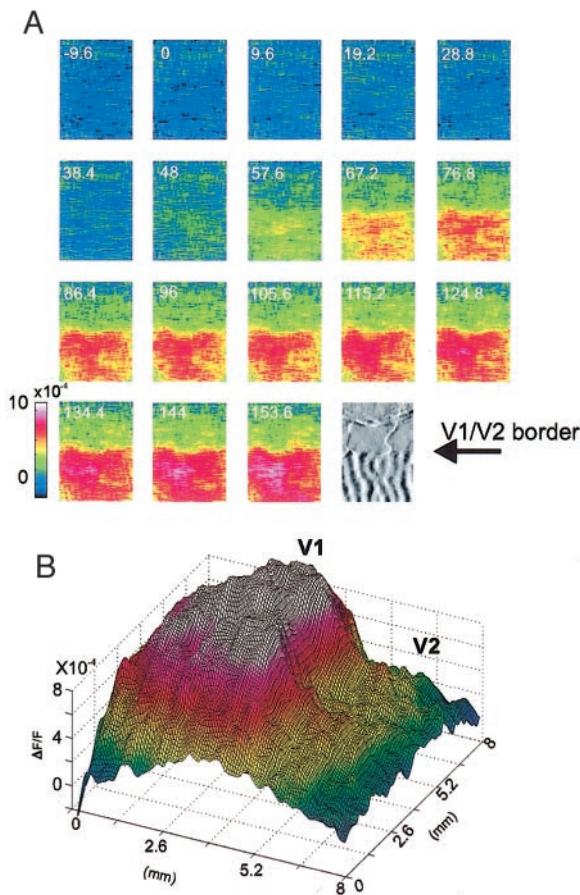 A
-9.6 0 9.6 19.2 28.8
38.4 48 57.6 67.2 76.8
86.4 96 105.6 115.2 124.8
10 x10⁻⁴
134.4 144 153.6
V1/V2 border
0
B
V1
V2
X10⁻⁴
8
4
0
ΔF/F
0 2.6 5.2 8
(mm)
0 2.6 5.2 8
(mm)